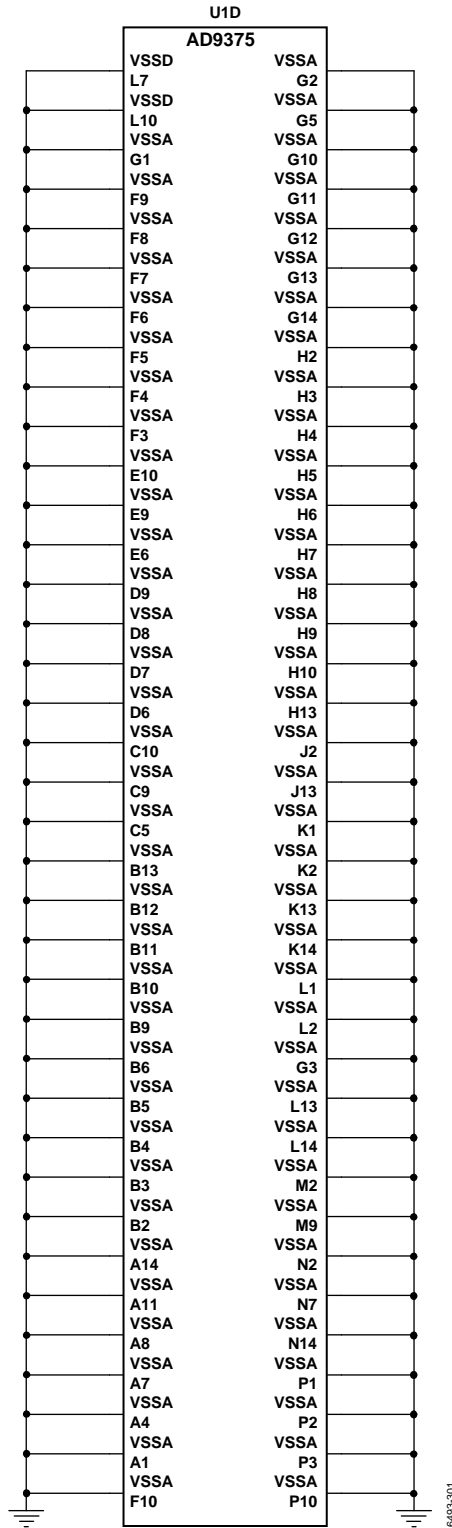 U1D
AD9375
VSSD VSSA
L7 G2
VSSD VSSA
L10 G5
VSSA VSSA
G1 G10
VSSA VSSA
F9 G11
VSSA VSSA
F8 G12
VSSA VSSA
F7 G13
VSSA VSSA
F6 G14
VSSA VSSA
F5 H2
VSSA VSSA
F4 H3
VSSA VSSA
F3 H4
VSSA VSSA
E10 H5
VSSA VSSA
E9 H6
VSSA VSSA
E6 H7
VSSA VSSA
D9 H8
VSSA VSSA
D8 H9
VSSA VSSA
D7 H10
VSSA VSSA
D6 H13
VSSA VSSA
C10 J2
VSSA VSSA
C9 J13
VSSA VSSA
C5 K1
VSSA VSSA
B13 K2
VSSA VSSA
B12 K13
VSSA VSSA
B11 K14
VSSA VSSA
B10 L1
VSSA VSSA
B9 L2
VSSA VSSA
B6 G3
VSSA VSSA
B5 L13
VSSA VSSA
B4 L14
VSSA VSSA
B3 M2
VSSA VSSA
B2 M9
VSSA VSSA
A14 N2
VSSA VSSA
A11 N7
VSSA VSSA
A8 N14
VSSA VSSA
A7 P1
VSSA VSSA
A4 P2
VSSA VSSA
A1 P3
VSSA VSSA
F10 P10
6493-301